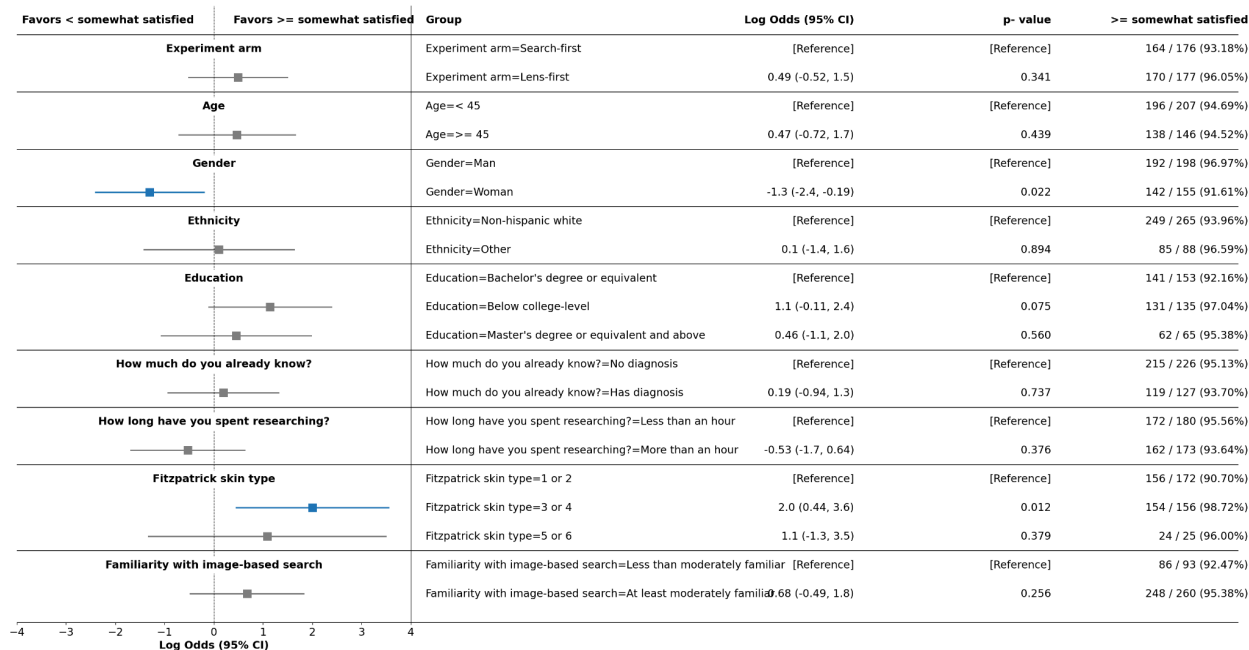 Favors < somewhat satisfied Favors >= somewhat satisfied Group Log Odds (95% CI) p- value >= somewhat satisfied
Experiment arm Experiment arm=Search-first [Reference] [Reference] 164 / 176 (93.18%)
Experiment arm=Lens-first 0.49 (-0.52, 1.5) 0.341 170 / 177 (96.05%)
Age Age=< 45 [Reference] [Reference] 196 / 207 (94.69%)
Age=>= 45 0.47 (-0.72, 1.7) 0.439 138 / 146 (94.52%)
Gender Gender=Man [Reference] [Reference] 192 / 198 (96.97%)
Gender=Woman -1.3 (-2.4, -0.19) 0.022 142 / 155 (91.61%)
Ethnicity Ethnicity=Non-hispanic white [Reference] [Reference] 249 / 265 (93.96%)
Ethnicity=Other 0.1 (-1.4, 1.6) 0.894 85 / 88 (96.59%)
Education Education=Bachelor's degree or equivalent [Reference] [Reference] 141 / 153 (92.16%)
Education=Below college-level 1.1 (-0.11, 2.4) 0.075 131 / 135 (97.04%)
Education=Master's degree or equivalent and above 0.46 (-1.1, 2.0) 0.560 62 / 65 (95.38%)
How much do you already know? How much do you already know?=No diagnosis [Reference] [Reference] 215 / 226 (95.13%)
How much do you already know?=Has diagnosis 0.19 (-0.94, 1.3) 0.737 119 / 127 (93.70%)
How long have you spent researching? How long have you spent researching?=Less than an hour [Reference] [Reference] 172 / 180 (95.56%)
How long have you spent researching?=More than an hour -0.53 (-1.7, 0.64) 0.376 162 / 173 (93.64%)
Fitzpatrick skin type Fitzpatrick skin type=1 or 2 [Reference] [Reference] 156 / 172 (90.70%)
Fitzpatrick skin type=3 or 4 2.0 (0.44, 3.6) 0.012 154 / 156 (98.72%)
Fitzpatrick skin type=5 or 6 1.1 (-1.3, 3.5) 0.379 24 / 25 (96.00%)
Familiarity with image-based search Familiarity with image-based search=Less than moderately familiar [Reference] [Reference] 86 / 93 (92.47%)
Familiarity with image-based search=At least moderately familiar 0.68 (-0.49, 1.8) 0.256 248 / 260 (95.38%)
−4 −3 −2 −1 0 1 2 3 4
Log Odds (95% CI)